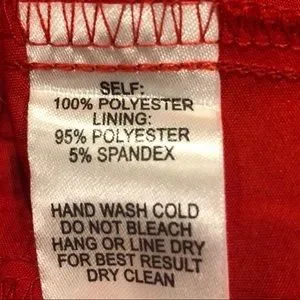 SELF:
100% POLYESTER
LINING:
95% POLYESTER
5% SPANDEX
HAND WASH COLD
DO NOT BLEACH
HANG OR LINE DRY
FOR BEST RESULT
DRY CLEAN